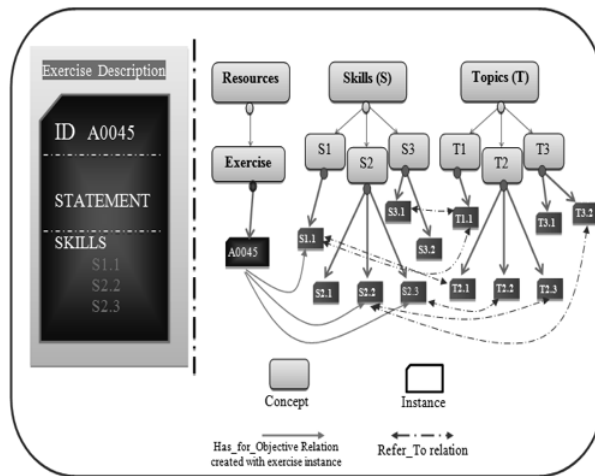 Exercise Description
ID A0045
STATEMENT
SKILLS
S1.1
S2.2
S2.3
Resources
Skills (S)
Topics (T)
Exercise
S1
S2
S3
T1
T2
T3
A0045
S1.1
S3.1
S3.2
T1.1
T3.1
T3.2
S2.1
S2.2
S2.3
T2.1
T2.2
T2.3
Concept
Instance
Has_for_Objective Relation
created with exercise instance
Refer_To relation